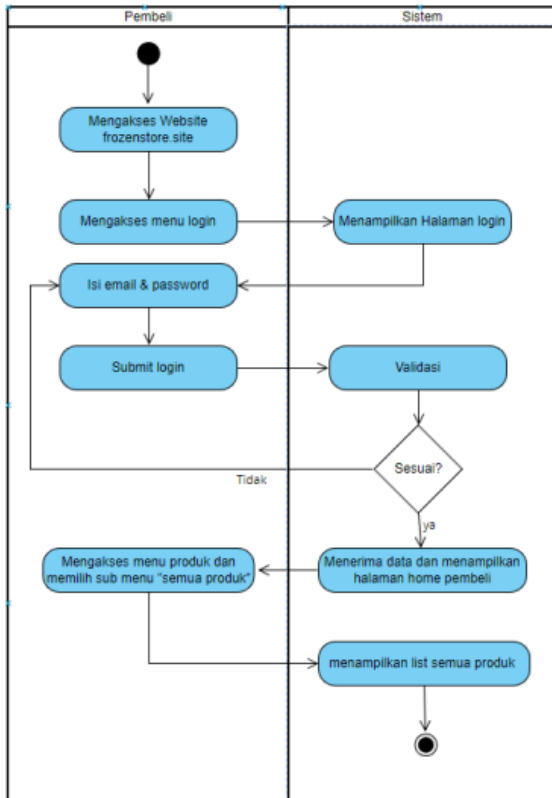 Pembeli
Sistem
Mengakses Website
frozenstore.site
Mengakses menu login
Menampilkan Halaman login
Isi email & password
Submit login
Validasi
Sesuai?
Tidak
ya
Mengakses menu produk dan
memilih sub menu "semua produk"
Menerima data dan menampilkan
halaman home pembeli
menampilkan list semua produk